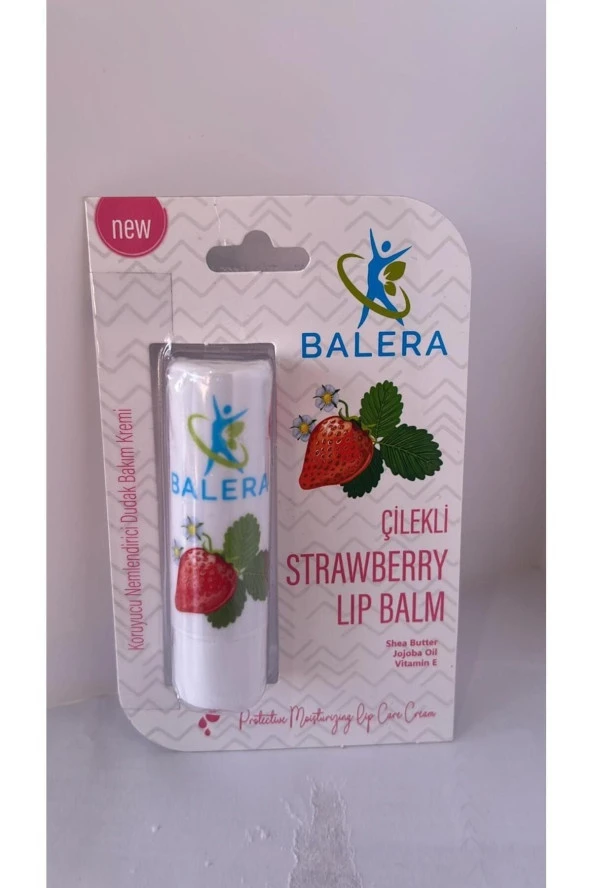 new
BALERA
Koruyucu Nemlendirici Dudak Bakım Kremi
BALERA
ÇİLEKLİ
STRAWBERRY
LIP BALM
Shea Butter
Jojoba Oil
Vitamin E
Protective Moisturizing Lip Care Cream